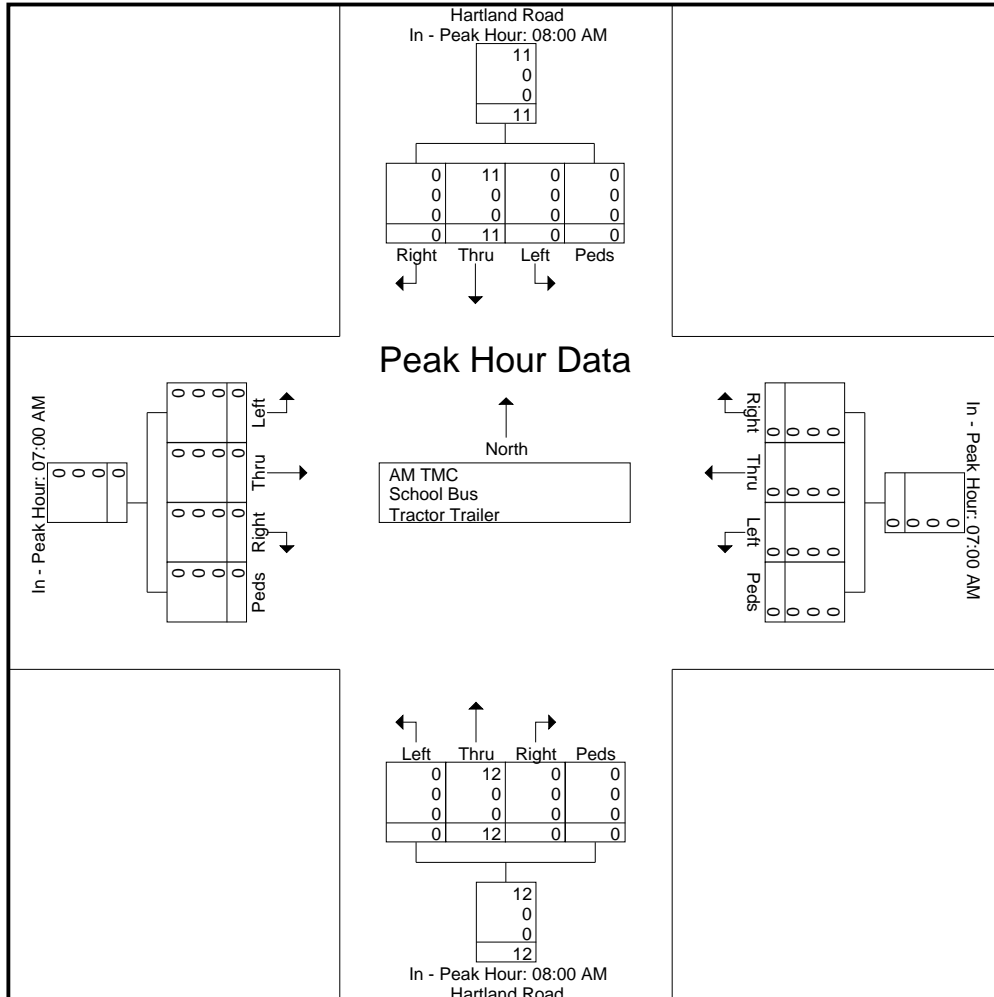 Hartland Road
In - Peak Hour: 08:00 AM
11
0
0
11
0 11 0 0
0 0 0 0
0 0 0 0
0 11 0 0
Right Thru Left Peds
Peak Hour Data
In - Peak Hour: 07:00 AM
0 0 0 0
Left
0 0 0 0
Thru
0 0 0 0
Right
0 0 0 0
Peds
0 0 0 0
North
AM TMC
School Bus
Tractor Trailer
Right
0 0 0 0
Thru
0 0 0 0
Left
0 0 0 0
Peds
0 0 0 0
0 0 0 0
In - Peak Hour: 07:00 AM
Left Thru Right Peds
0 12 0 0
0 0 0 0
0 0 0 0
0 12 0 0
12
0
0
12
In - Peak Hour: 08:00 AM
Hartland Road